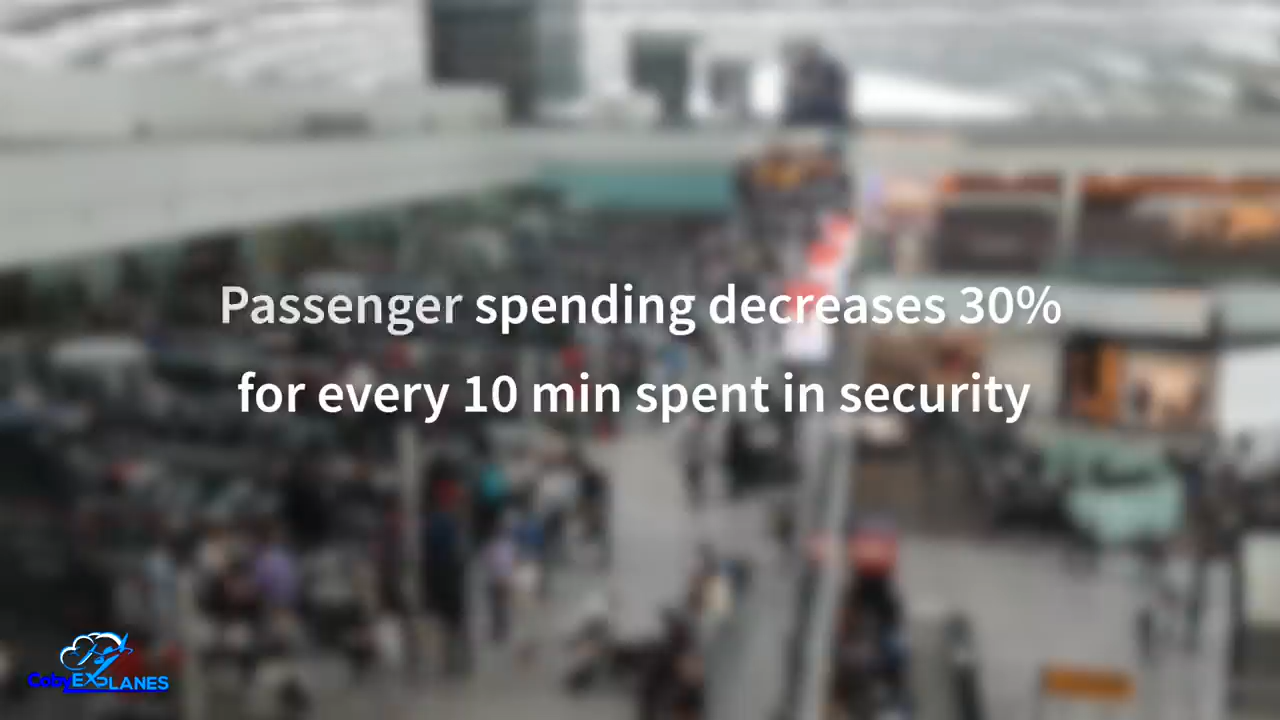 Passenger spending decreases 30%
for every 10 min spent in security
CobyEXPLANES